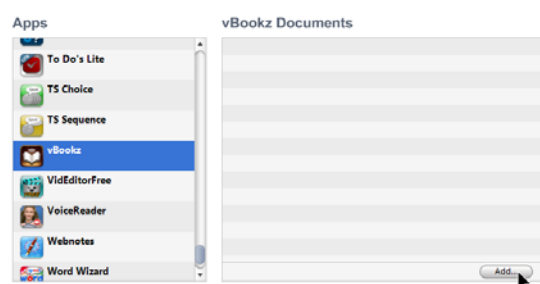 Apps
vBookz Documents
To Do's Lite
TS Choice
TS Sequence
vBookz
VidEditorFree
VoiceReader
Webnotes
Word Wizard
Add...